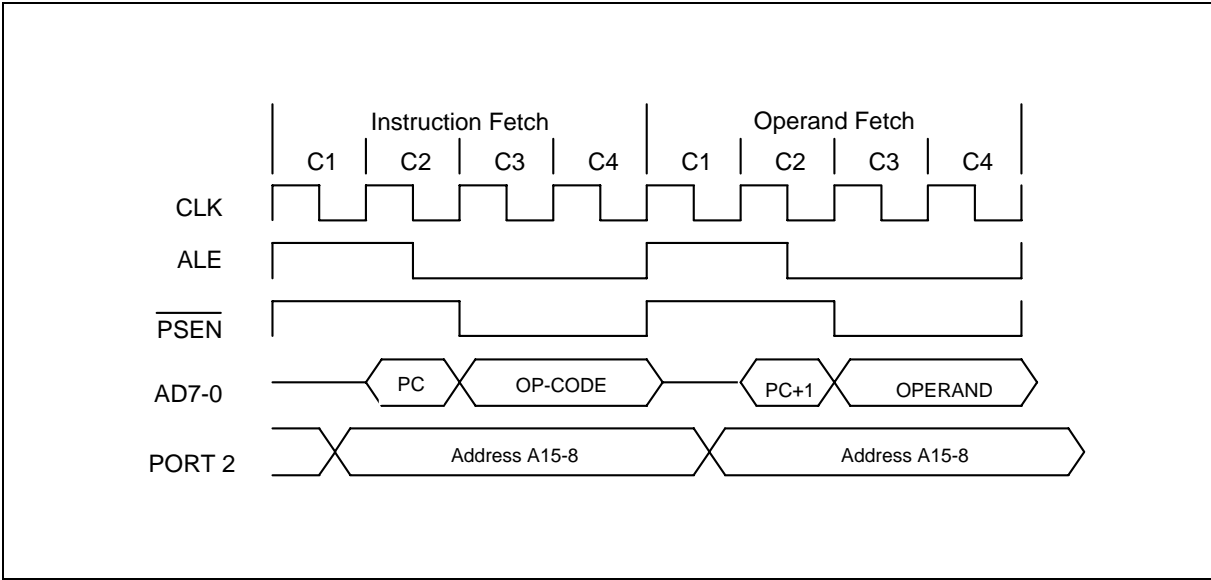 Instruction Fetch Operand Fetch
C1 C2 C3 C4 C1 C2 C3 C4
CLK
ALE
PSEN
AD7-0 PC OP-CODE PC+1 OPERAND
PORT 2 Address A15-8 Address A15-8